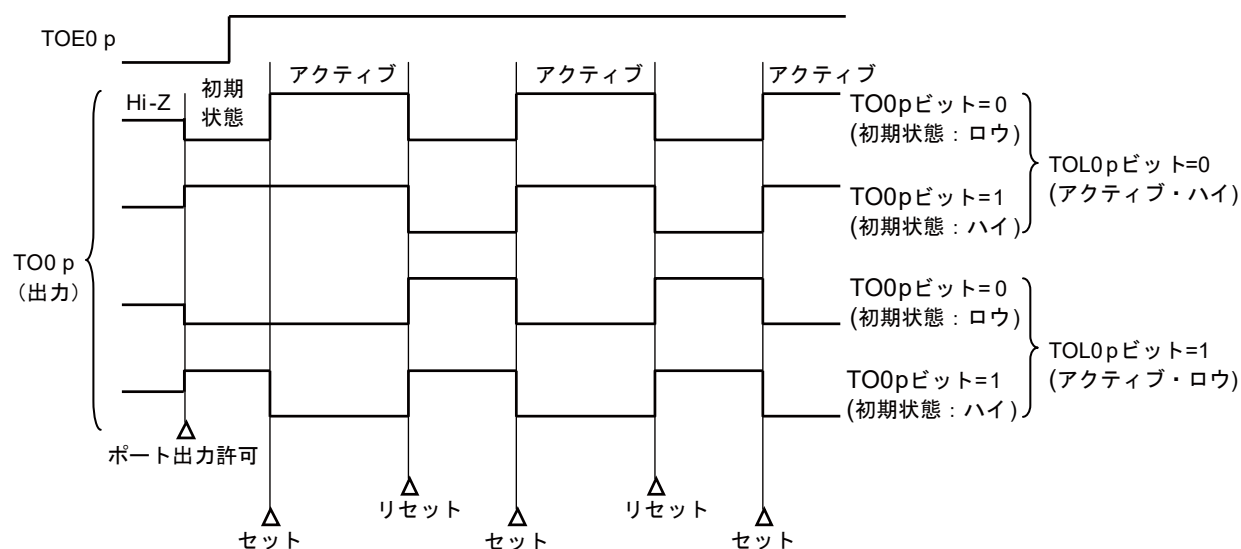 TOE0 p
アクティブ
アクティブ
アクティブ
Hi-Z
初期
状態
TO0pビット=0
(初期状態：ロウ)
TOL0pビット=0
(アクティブ・ハイ)
TO0pビット=1
(初期状態：ハイ)
TO0 p
（出力）
TO0pビット=0
(初期状態：ロウ)
TOL0pビット=1
(アクティブ・ロウ)
TO0pビット=1
(初期状態：ハイ)
ポート出力許可
リセット
リセット
セット
セット
セット